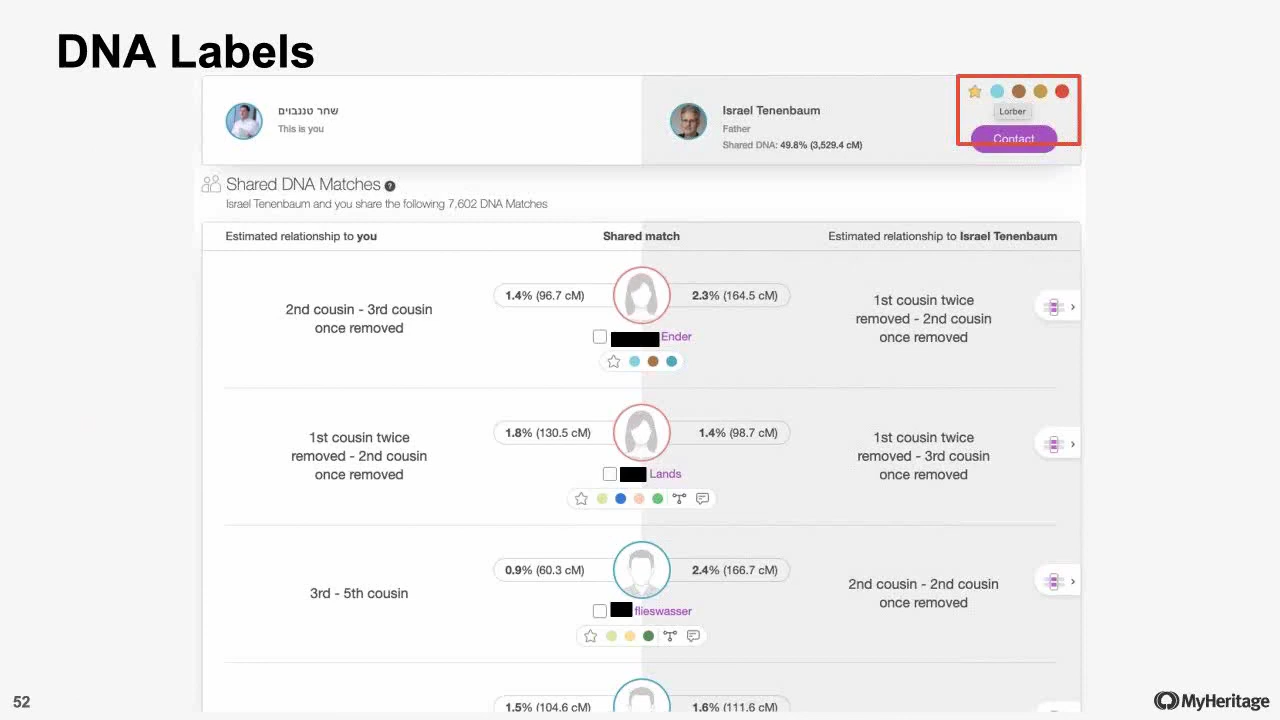 DNA Labels
שחר טננבוים
This is you
Israel Tenenbaum
Father
Shared DNA: 49.8% (3,529.4 cM)
Lorber
Contact
Shared DNA Matches ?
Israel Tenenbaum and you share the following 7,602 DNA Matches
Estimated relationship to you
Shared match
Estimated relationship to Israel Tenenbaum
2nd cousin - 3rd cousin
once removed
1.4% (96.7 cM)
2.3% (164.5 cM)
Ender
1st cousin twice
removed - 2nd cousin
once removed
1st cousin twice
removed - 2nd cousin
once removed
1.8% (130.5 cM)
1.4% (98.7 cM)
Lands
1st cousin twice
removed - 3rd cousin
once removed
3rd - 5th cousin
0.9% (60.3 cM)
2.4% (166.7 cM)
flieswasser
2nd cousin - 2nd cousin
once removed
1.5% (104.6 cM)
1.6% (111.6 cM)
52
MyHeritage